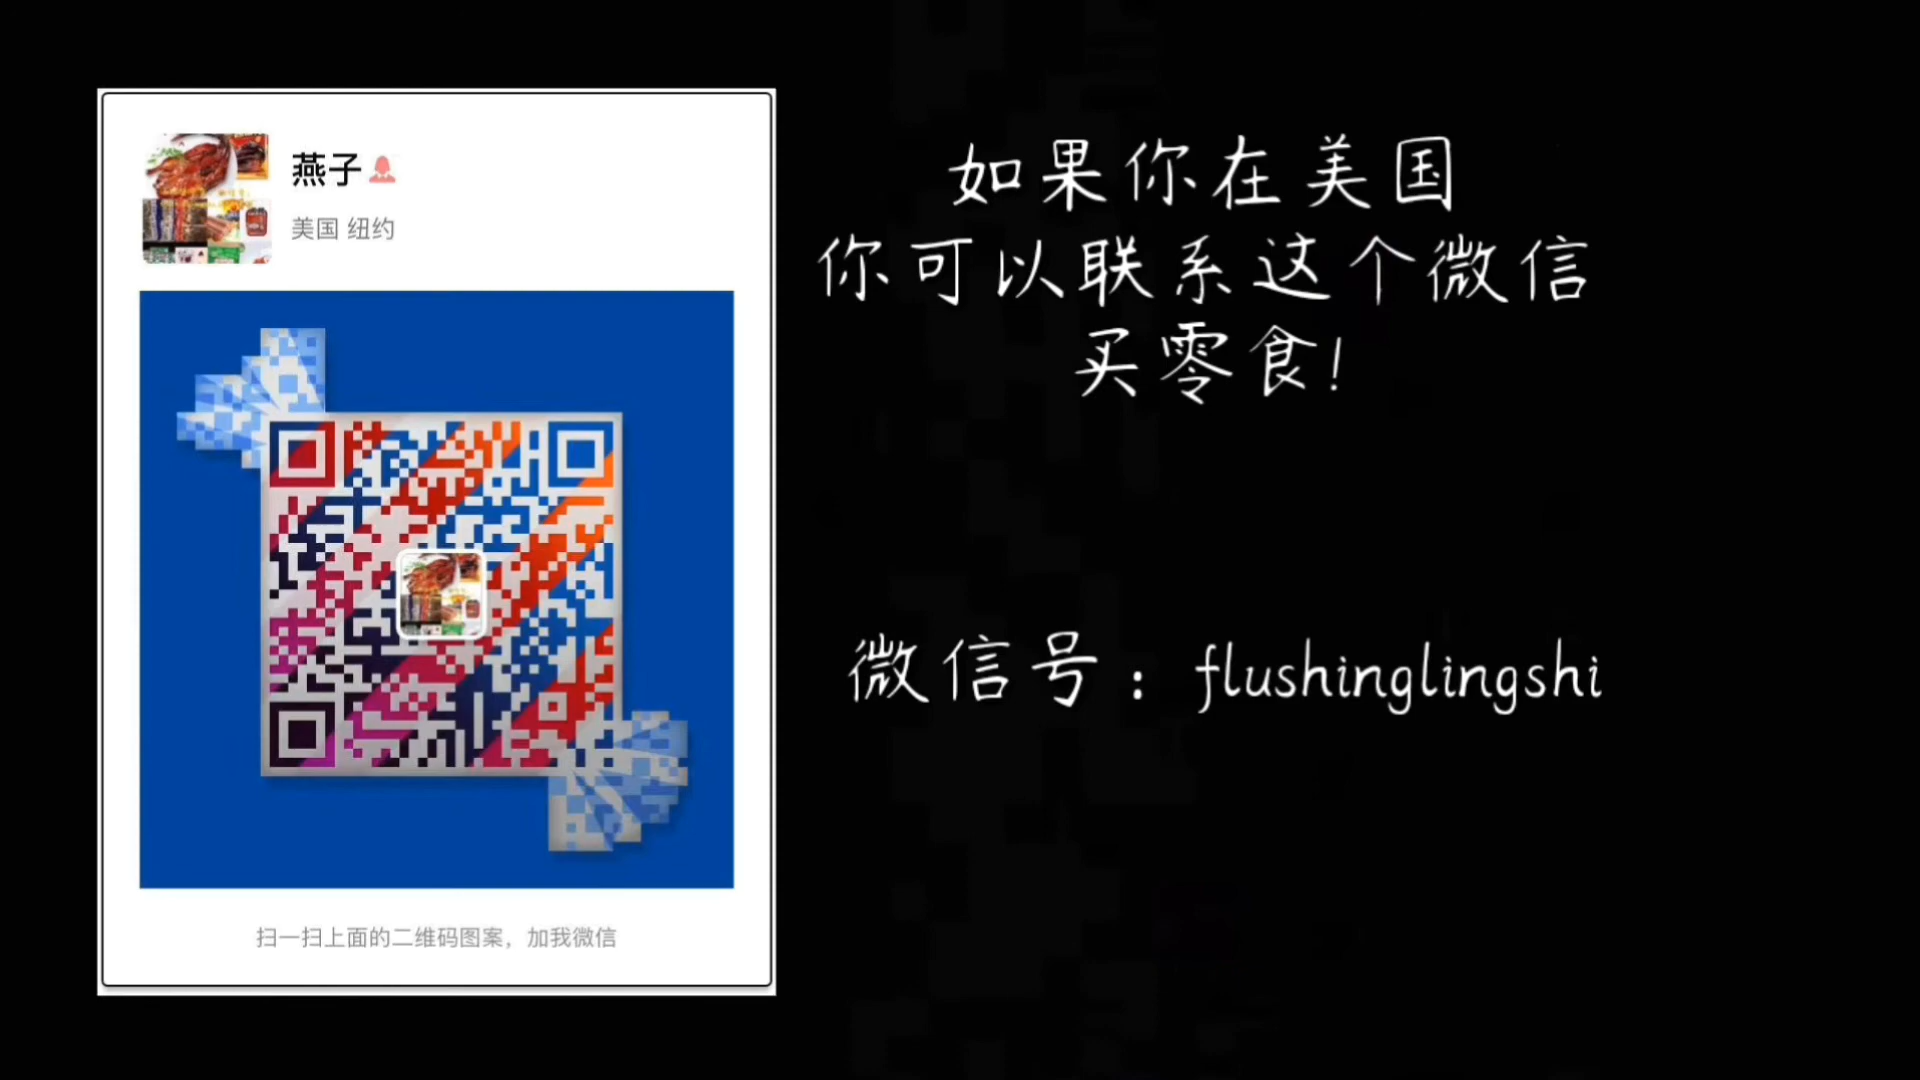 燕子
美国 纽约
扫一扫上面的二维码图案，加我微信
如果你在美国
你可以联系这个微信
买零食！
微信号：flushinglingshi